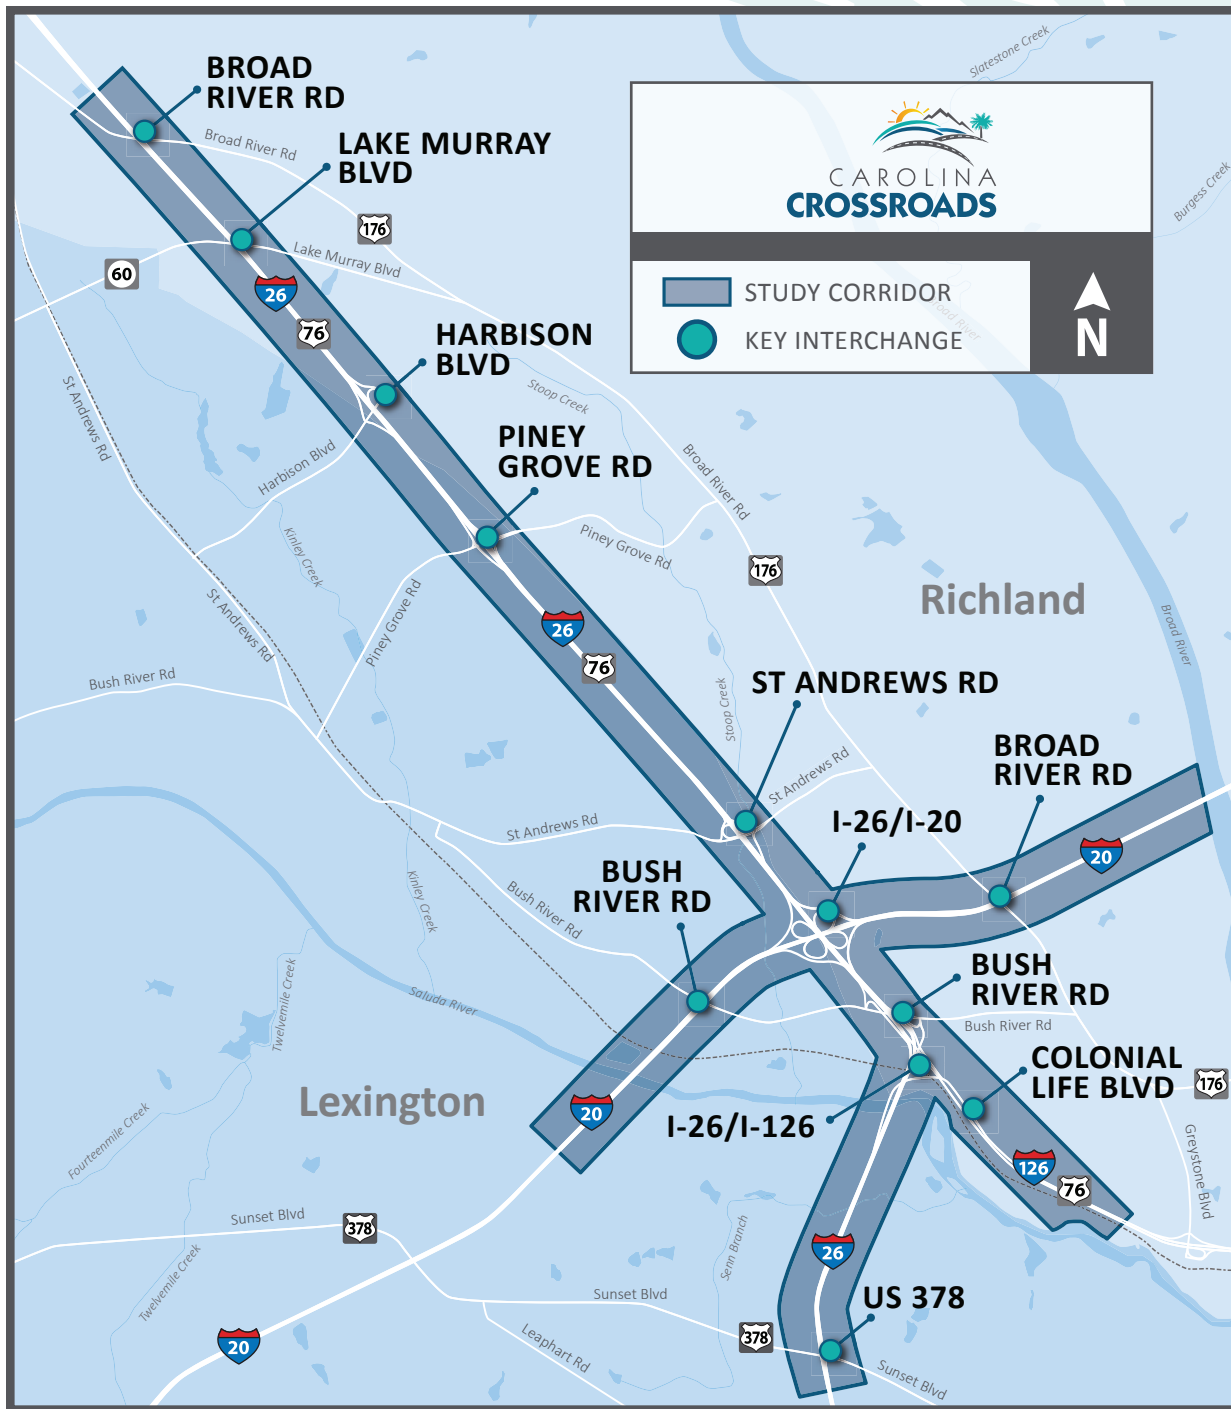 Slatestone Creek
BROAD
RIVER RD
Broad River Rd
LAKE MURRAY
BLVD
CAROLINA
CROSSROADS
Burgess Creek
176
Lake Murray Blvd
60
26
STUDY CORRIDOR
KEY INTERCHANGE
N
Broad River
76
HARBISON
BLVD
Stoop Creek
St Andrews Rd
PINEY
GROVE RD
Harbison Blvd
Broad River Rd
Kinley Creek
Piney Grove Rd
176
Richland
St Andrews Rd
Piney Grove Rd
26
76
Broad River
Bush River Rd
ST ANDREWS RD
Stoop Creek
BROAD
RIVER RD
St Andrews Rd
I-26/I-20
St Andrews Rd
20
BUSH
RIVER RD
Bush River Rd
Kinley Creek
BUSH
RIVER RD
Twelvemile Creek
Saluda River
Bush River Rd
COLONIAL
LIFE BLVD
176
Lexington
20
I-26/I-126
Fourteenmile Creek
126
76
Greystone Blvd
Sunset Blvd
378
Senn Branch
26
Twelvemile Creek
Sunset Blvd
US 378
20
Leaphart Rd
378
Sunset Blvd